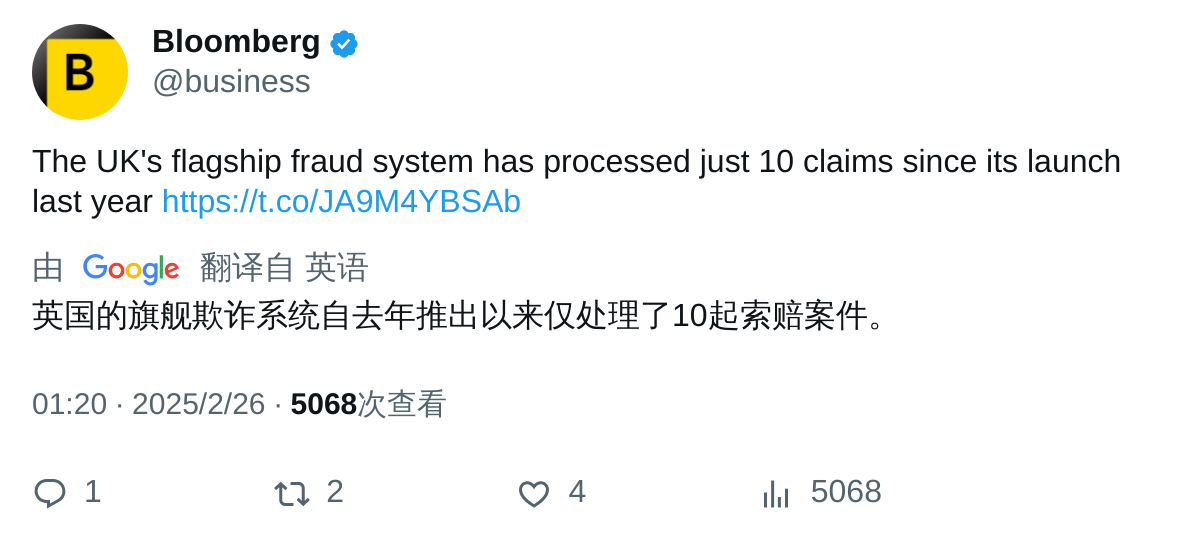 B
Bloomberg
@business
The UK's flagship fraud system has processed just 10 claims since its launch
last year https://t.co/JA9M4YBSAb
由 Google 翻译自 英语
英国的旗舰欺诈系统自去年推出以来仅处理了10起索赔案件。
01:20 · 2025/2/26 · 5068次查看
1 2 4 5068